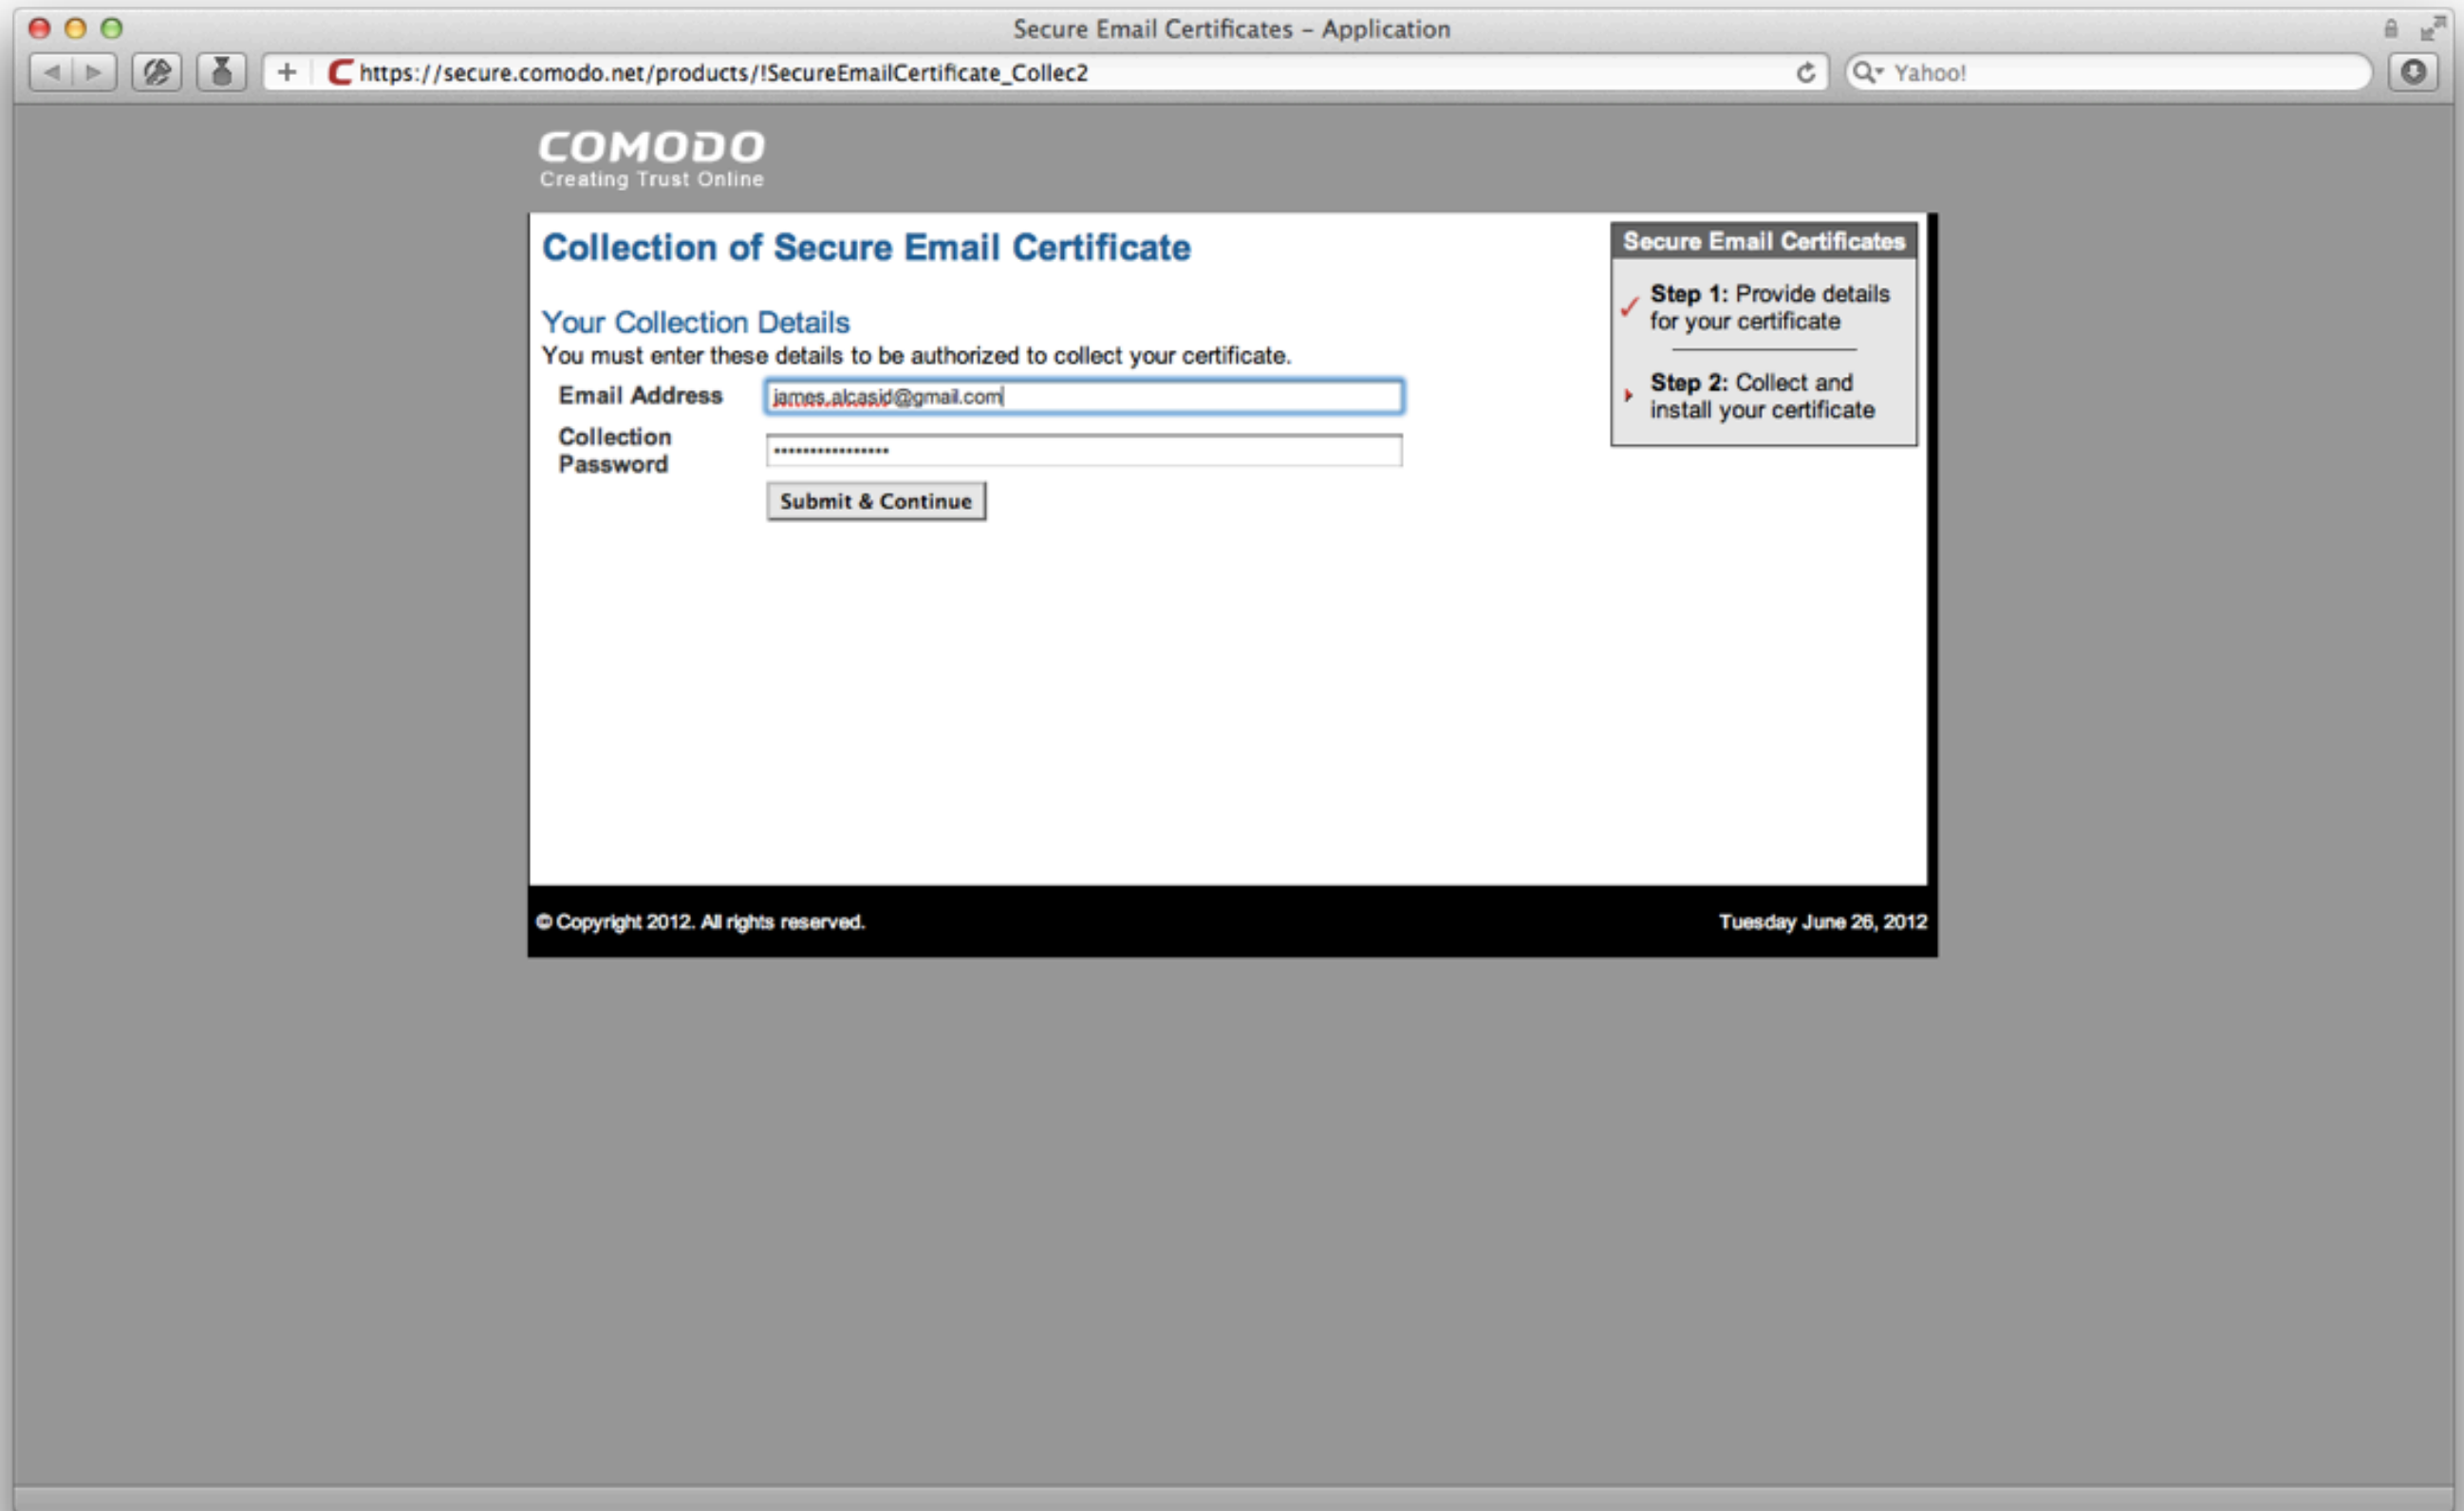 Secure Email Certificates – Application
https://secure.comodo.net/products/!SecureEmailCertificate_Collec2
Yahoo!
COMODO
Creating Trust Online
Collection of Secure Email Certificate
Your Collection Details
You must enter these details to be authorized to collect your certificate.
Email Address
james.alcasid@gmail.com
Collection
Password
••••••••••••••••
Submit & Continue
Secure Email Certificates
Step 1: Provide details
for your certificate
Step 2: Collect and
install your certificate
© Copyright 2012. All rights reserved.
Tuesday June 26, 2012